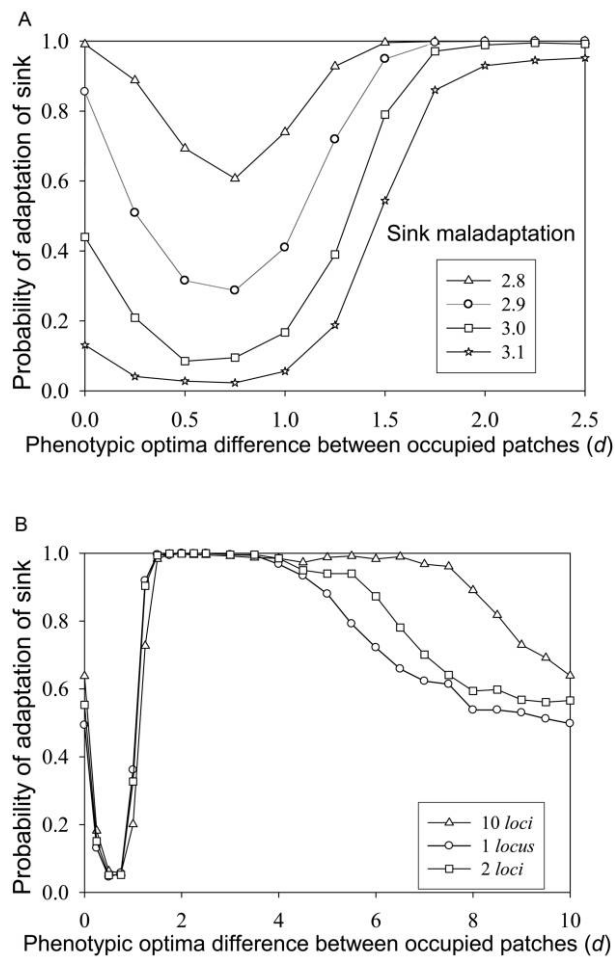 A
1.0
0.8
0.6
0.4
0.2
0.0
Probability of adaptation of sink
Sink maladaptation
2.8
2.9
3.0
3.1
0.0 0.5 1.0 1.5 2.0 2.5
Phenotypic optima difference between occupied patches (d)
B
1.0
0.8
0.6
0.4
0.2
0.0
Probability of adaptation of sink
10 loci
1 locus
2 loci
0 2 4 6 8 10
Phenotypic optima difference between occupied patches (d)